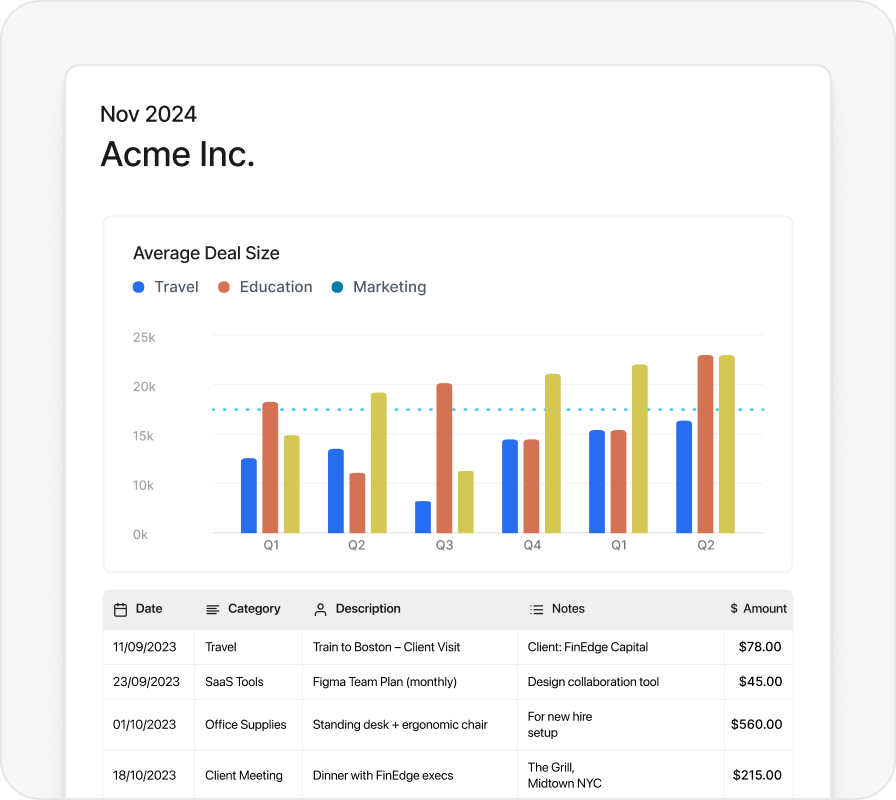 Nov 2024
Acme Inc.
Average Deal Size
Travel Education Marketing
25k
20k
15k
10k
0k
Q1 Q2 Q3 Q4 Q1 Q2
Date Category Description Notes $ Amount
11/09/2023 Travel Train to Boston – Client Visit Client: FinEdge Capital $78.00
23/09/2023 SaaS Tools Figma Team Plan (monthly) Design collaboration tool $45.00
01/10/2023 Office Supplies Standing desk + ergonomic chair For new hire
setup $560.00
18/10/2023 Client Meeting Dinner with FinEdge execs The Grill,
Midtown NYC $215.00